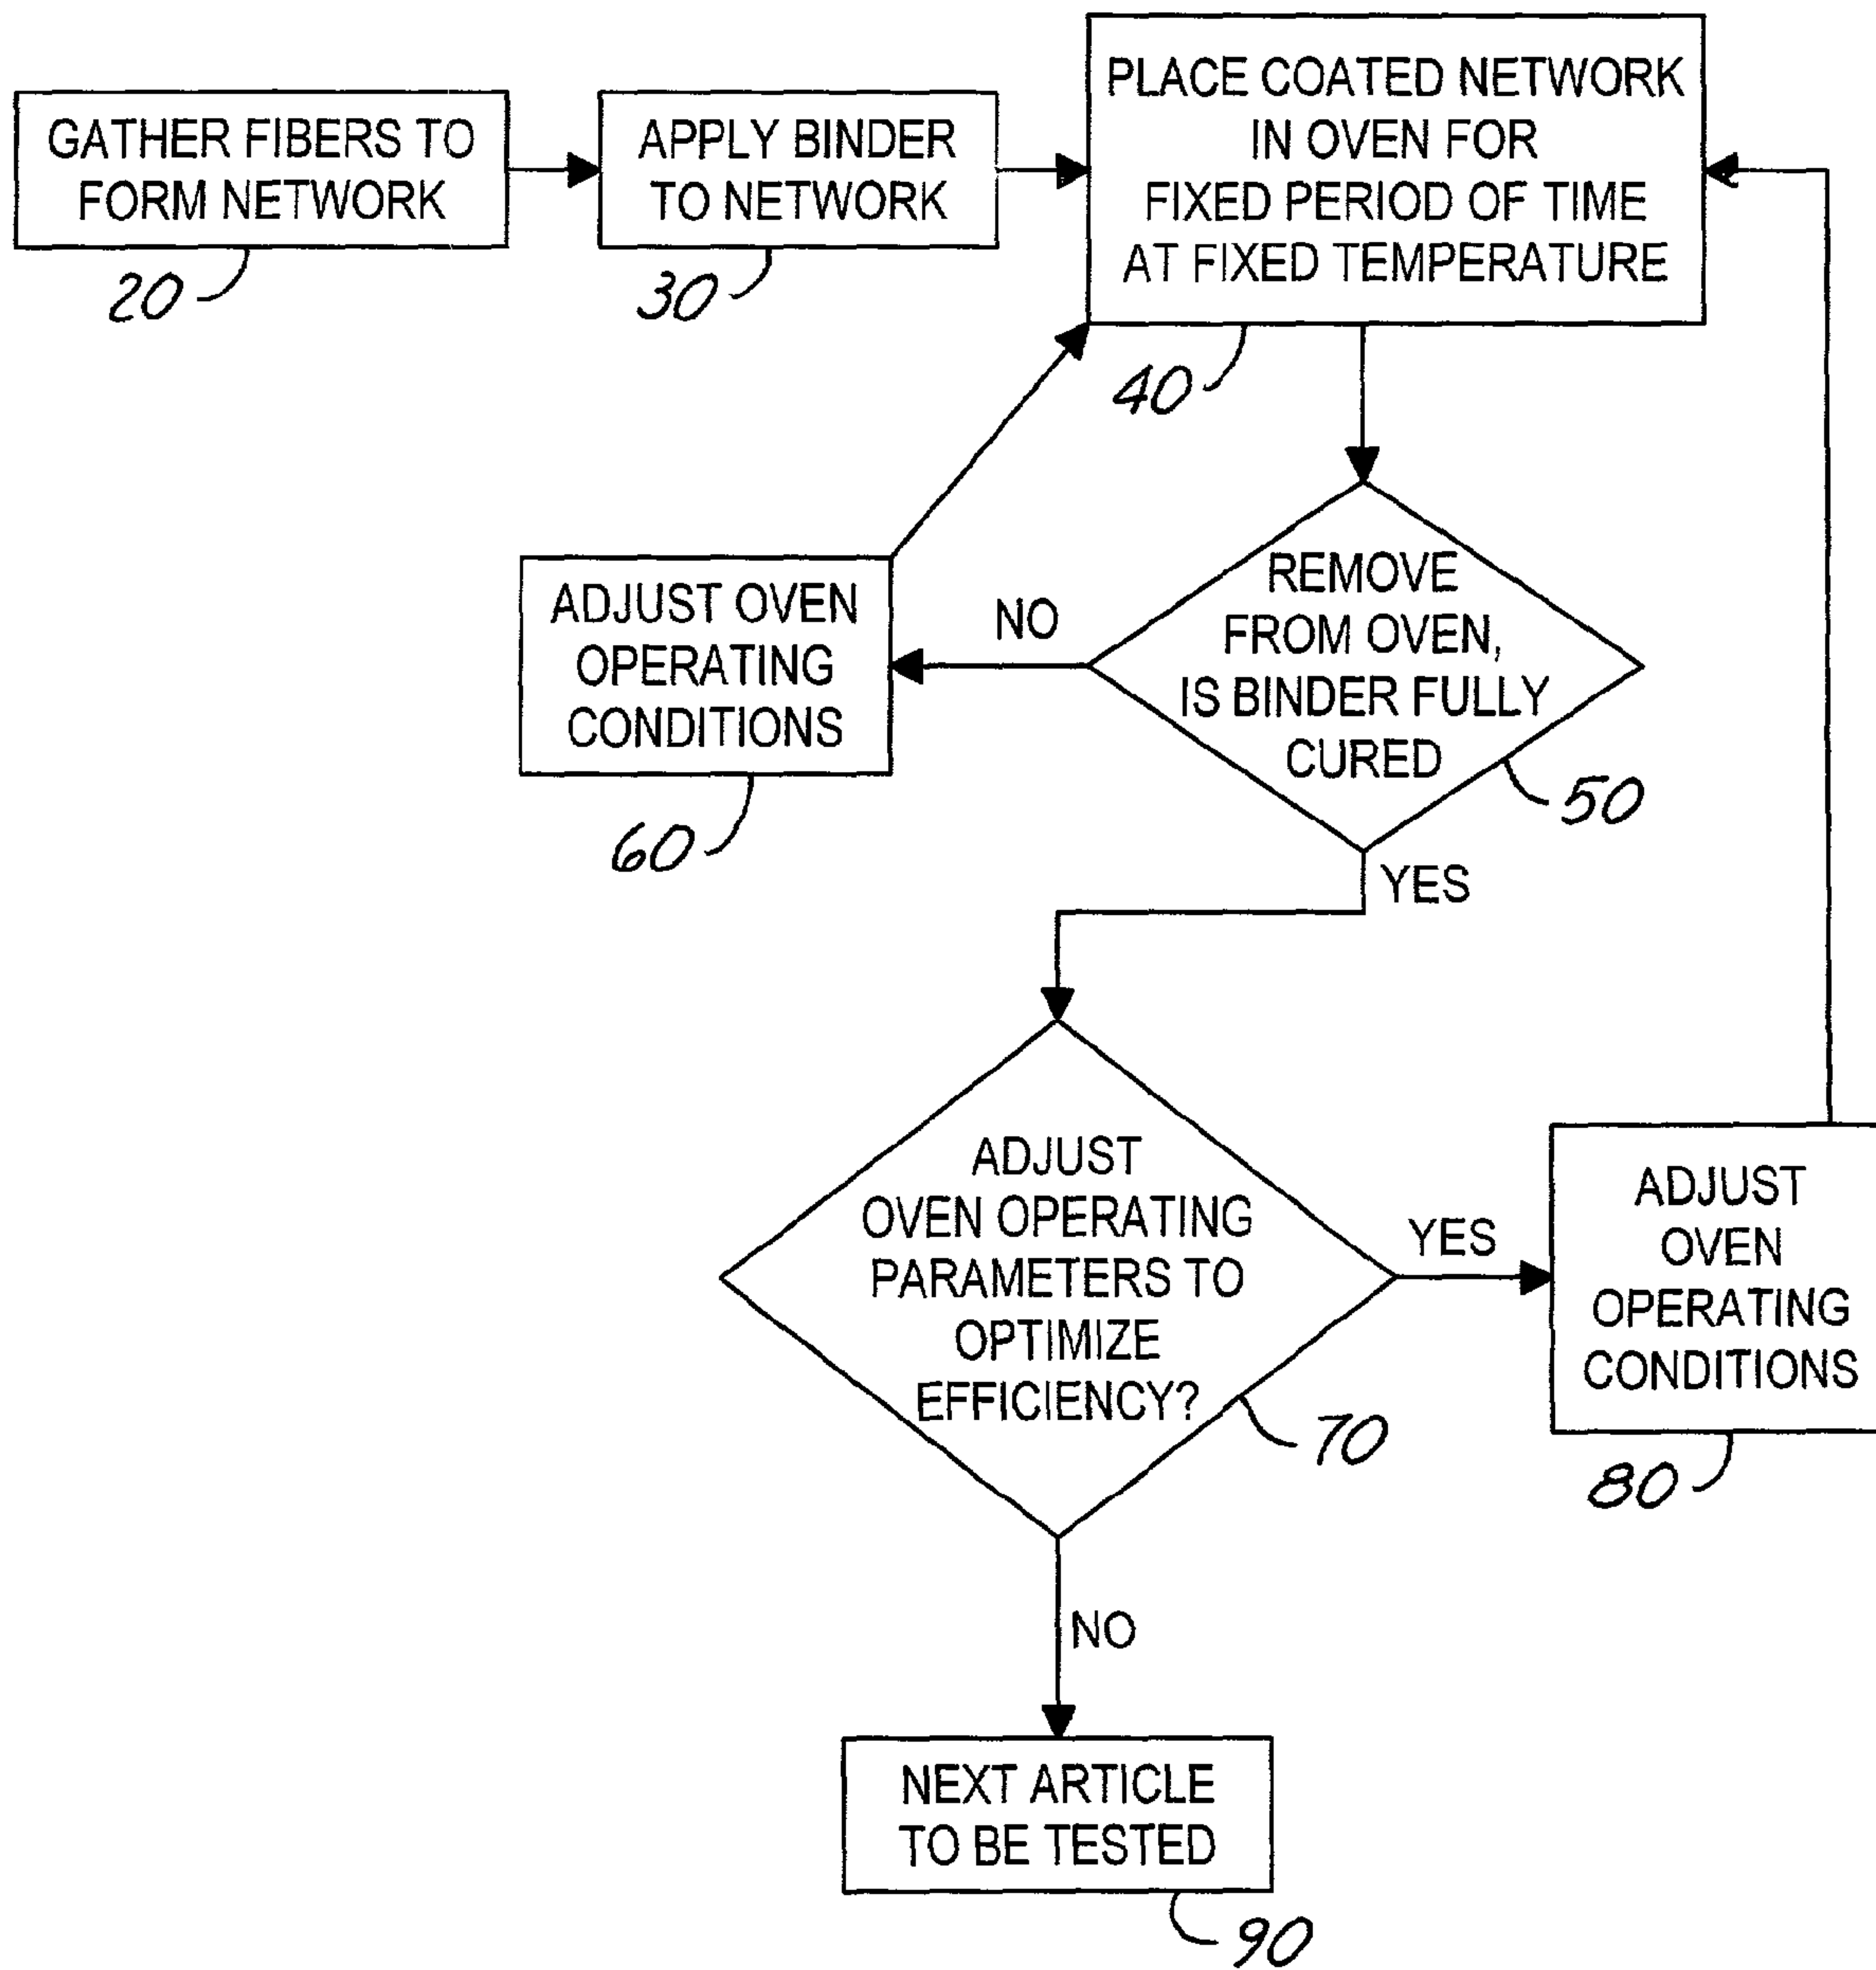 GATHER FIBERS TO
FORM NETWORK
20
APPLY BINDER
TO NETWORK
30
PLACE COATED NETWORK
IN OVEN FOR
FIXED PERIOD OF TIME
AT FIXED TEMPERATURE
40
REMOVE
FROM OVEN,
IS BINDER FULLY
CURED
50
NO
ADJUST OVEN
OPERATING
CONDITIONS
60
YES
ADJUST
OVEN OPERATING
PARAMETERS TO
OPTIMIZE
EFFICIENCY?
70
YES
ADJUST
OVEN
OPERATING
CONDITIONS
80
NO
NEXT ARTICLE
TO BE TESTED
90